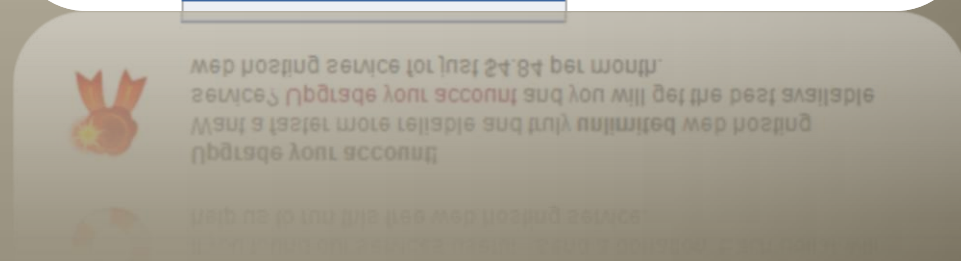 help us to run this free web hosting service.
Upgrade your account!
Want a faster more reliable and truly unlimited web hosting
service? Upgrade your account and you will get the best available
web hosting service for just $4.84 per month.